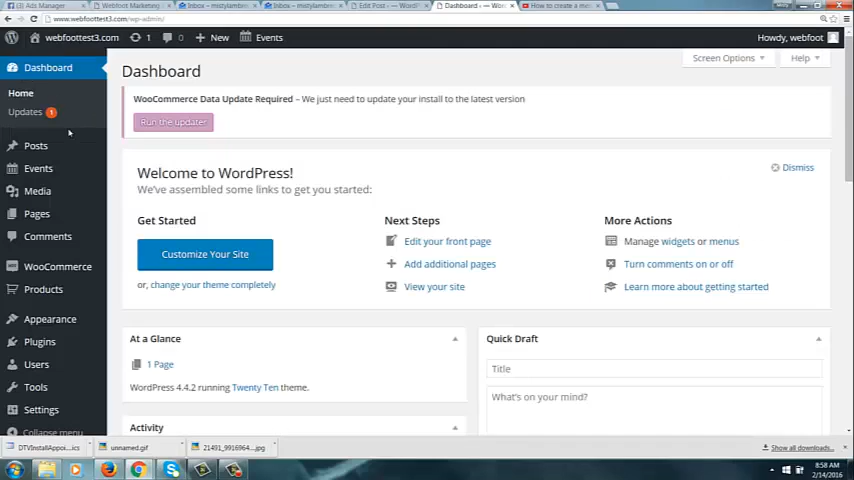 (3) Ads Manager
Webfoot Marketing
Inbox – mistylambre
Inbox – mistylambre
Edit Post ‹ — WordPr
Dashboard ‹ — Wor
How to create a me
www.webfoottest3.com/wp-admin/
webfoottest3.com 1 0 + New Events
Howdy, webfoot
Dashboard
Home
Updates 1
Posts
Events
Media
Pages
Comments
WooCommerce
Products
Appearance
Plugins
Users
Tools
Settings
Collapse menu
Screen Options
Help
Dashboard
WooCommerce Data Update Required – We just need to update your install to the latest version
Run the updater
Dismiss
Welcome to WordPress!
We've assembled some links to get you started:
Get Started
Customize Your Site
or, change your theme completely
Next Steps
Edit your front page
Add additional pages
View your site
More Actions
Manage widgets or menus
Turn comments on or off
Learn more about getting started
At a Glance
1 Page
WordPress 4.4.2 running Twenty Ten theme.
Activity
Quick Draft
Title
What's on your mind?
DTVInstallAppoi....ics
unnamed.gif
21491_9916964....jpg
Show all downloads...
8:58 AM
2/14/2016